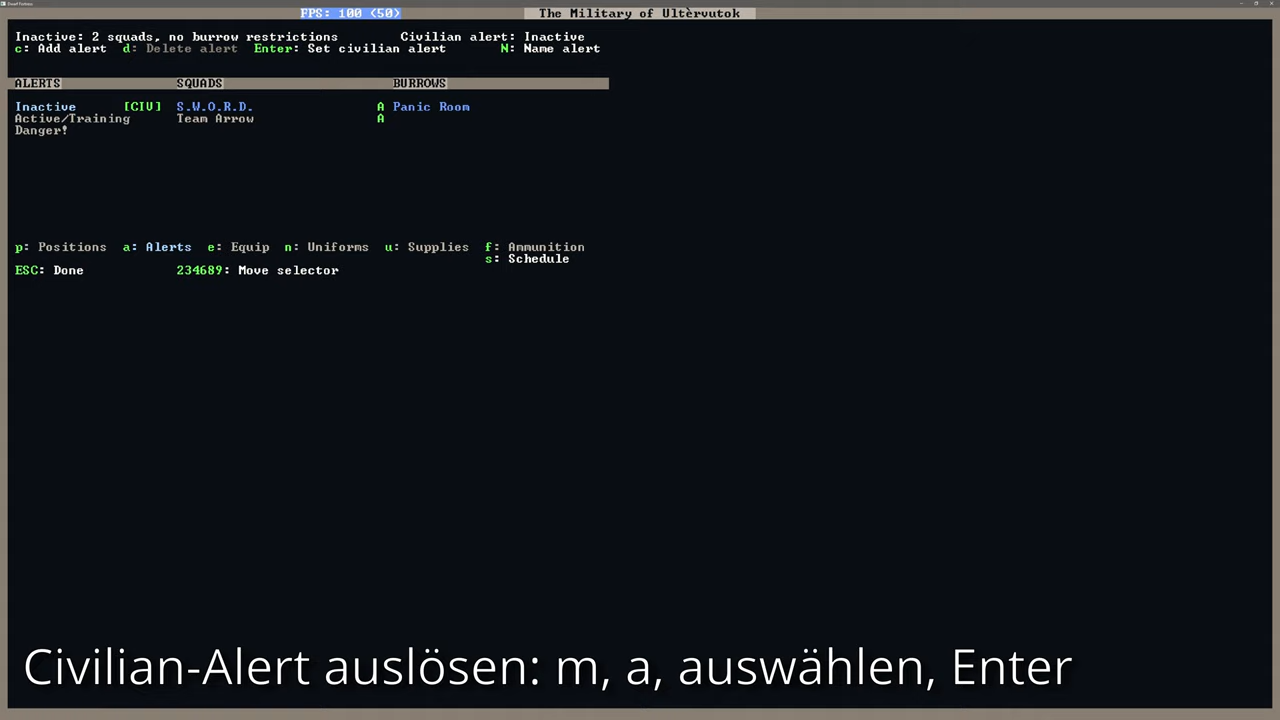 Dwarf Fortress
FPS: 100 (50) The Military of Ultèrvutok
Inactive: 2 squads, no burrow restrictions Civilian alert: Inactive
c: Add alert d: Delete alert Enter: Set civilian alert N: Name alert
ALERTS SQUADS BURROWS
Inactive [CIV] S.W.O.R.D. A Panic Room
Active/Training Team Arrow A
Danger!
p: Positions a: Alerts e: Equip n: Uniforms u: Supplies f: Ammunition
s: Schedule
ESC: Done 234689: Move selector
Civilian-Alert auslösen: m, a, auswählen, Enter